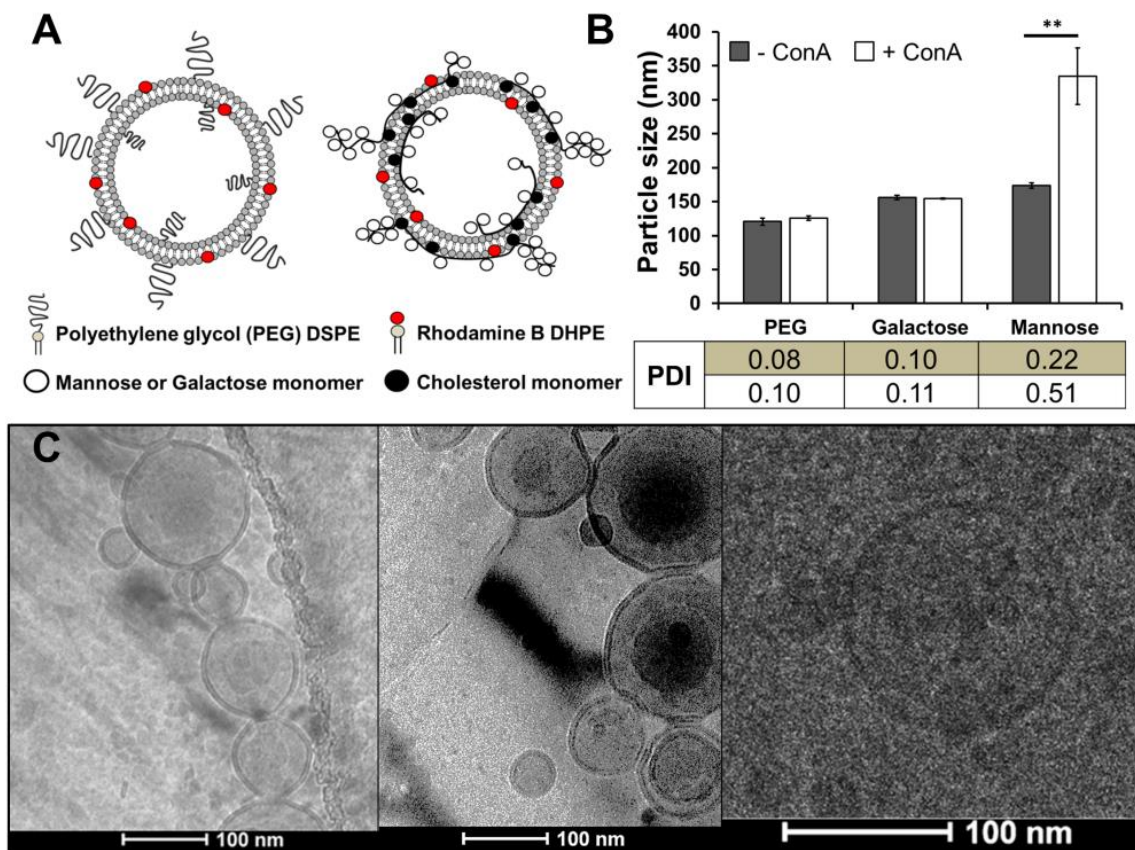 A
Polyethylene glycol (PEG) DSPE
Rhodamine B DHPE
Mannose or Galactose monomer
Cholesterol monomer
B
- ConA + ConA
**
Particle size (nm)
400
350
300
250
200
150
100
50
0
PEG Galactose Mannose
PDI
0.08 0.10 0.22
0.10 0.11 0.51
C
100 nm
100 nm
100 nm